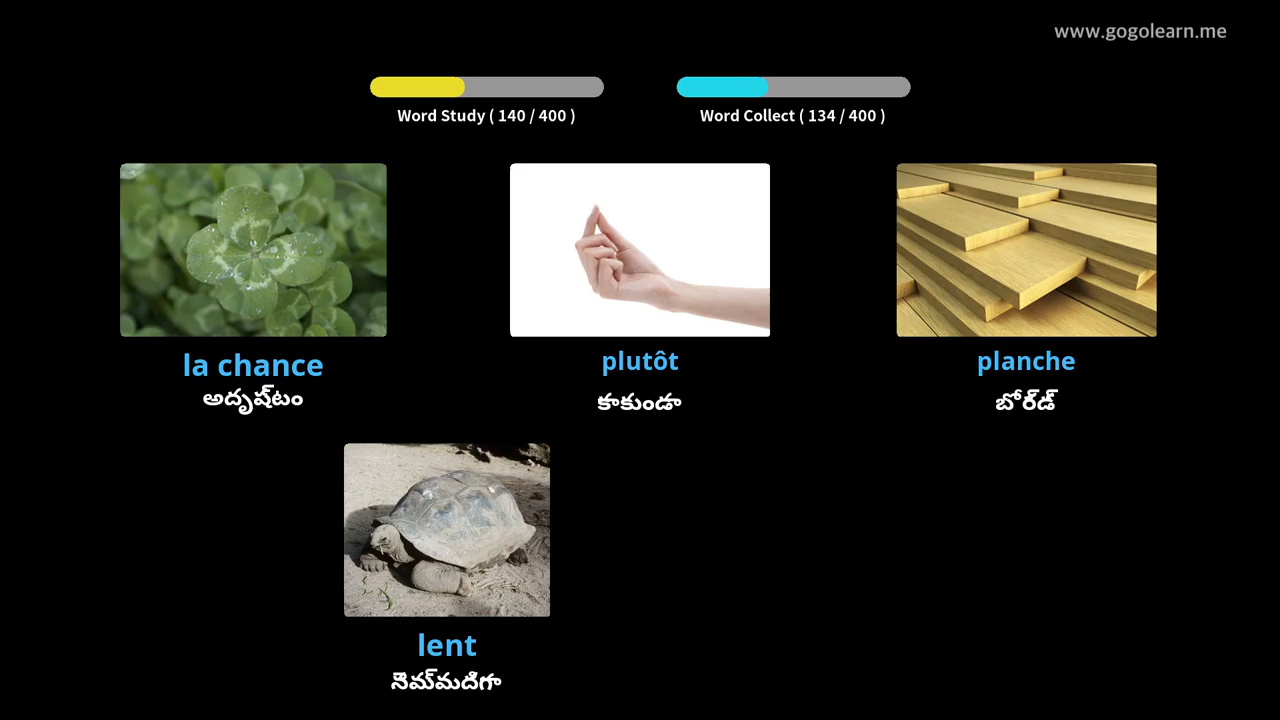 www.gogolearn.me
Word Study ( 140 / 400 )
Word Collect ( 134 / 400 )
la chance
అదృష్‌టం
plutôt
కాకుండా
planche
బోర్‌డ్
lent
నెమ్‌మదిగా